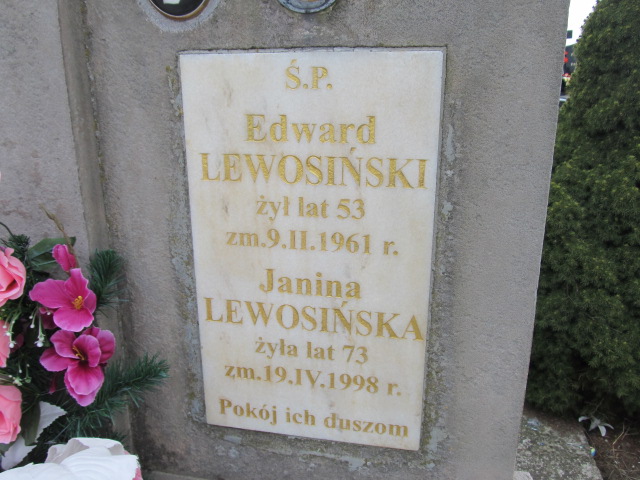 Ś.P.
Edward
LEWOSIŃSKI
żył lat 53
zm.9.II.1961 r.
Janina
LEWOSIŃSKA
żyła lat 73
zm.19.IV.1998 r.
Pokój ich duszom